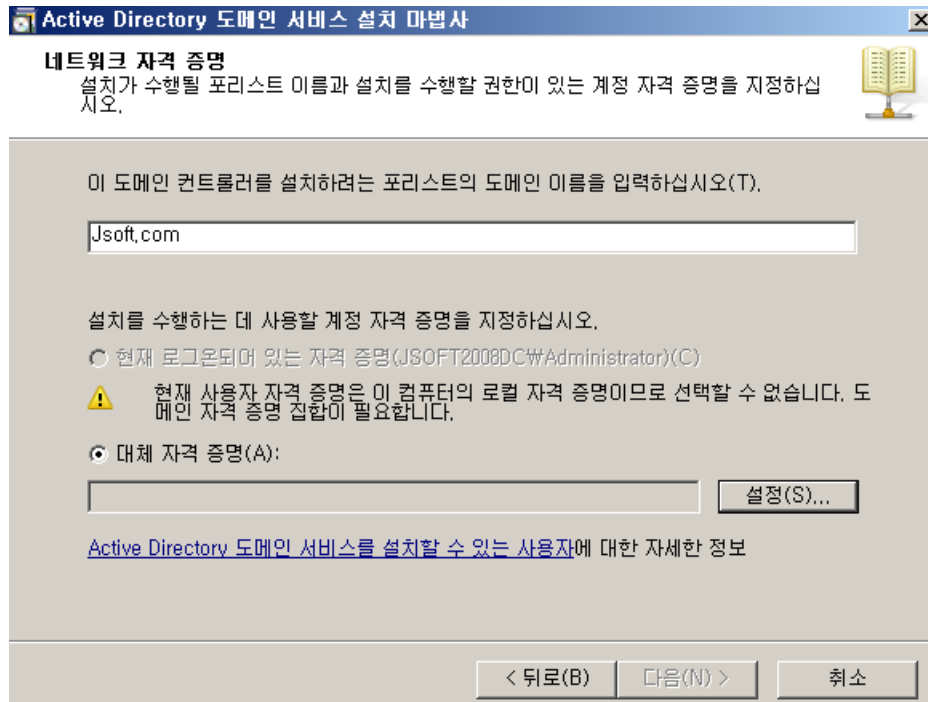 Active Directory 도메인 서비스 설치 마법사
네트워크 자격 증명
설치가 수행될 포리스트 이름과 설치를 수행할 권한이 있는 계정 자격 증명을 지정하십
시오.
이 도메인 컨트롤러를 설치하려는 포리스트의 도메인 이름을 입력하십시오(T).
Jsoft.com
설치를 수행하는 데 사용할 계정 자격 증명을 지정하십시오.
현재 로그온되어 있는 자격 증명(JSOFT2008DC₩Administrator)(C)
현재 사용자 자격 증명은 이 컴퓨터의 로컬 자격 증명이므로 선택할 수 없습니다. 도
메인 자격 증명 집합이 필요합니다.
대체 자격 증명(A):
설정(S)...
Active Directory 도메인 서비스를 설치할 수 있는 사용자에 대한 자세한 정보
< 뒤로(B) 다음(N) > 취소